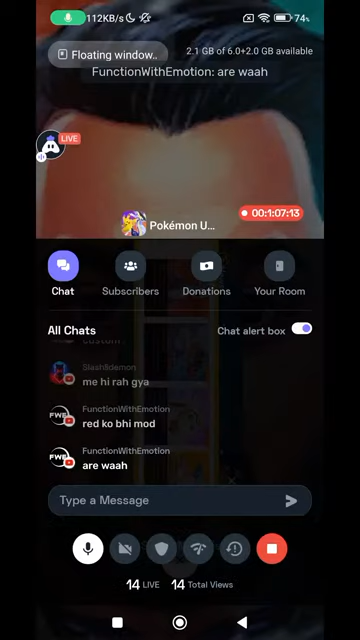 112KB/s
74%
Floating window..
2.1 GB of 6.0+2.0 GB available
FunctionWithEmotion: are waah
LIVE
Pokémon U...
00:1:07:13
Chat
Subscribers
Donations
Your Room
All Chats
Chat alert box
Custom
Slashlidemon
me hi rah gya
FWE
FunctionWithEmotion
red ko bhi mod
FWE
FunctionWithEmotion
are waah
Type a Message
14 LIVE 14 Total Views